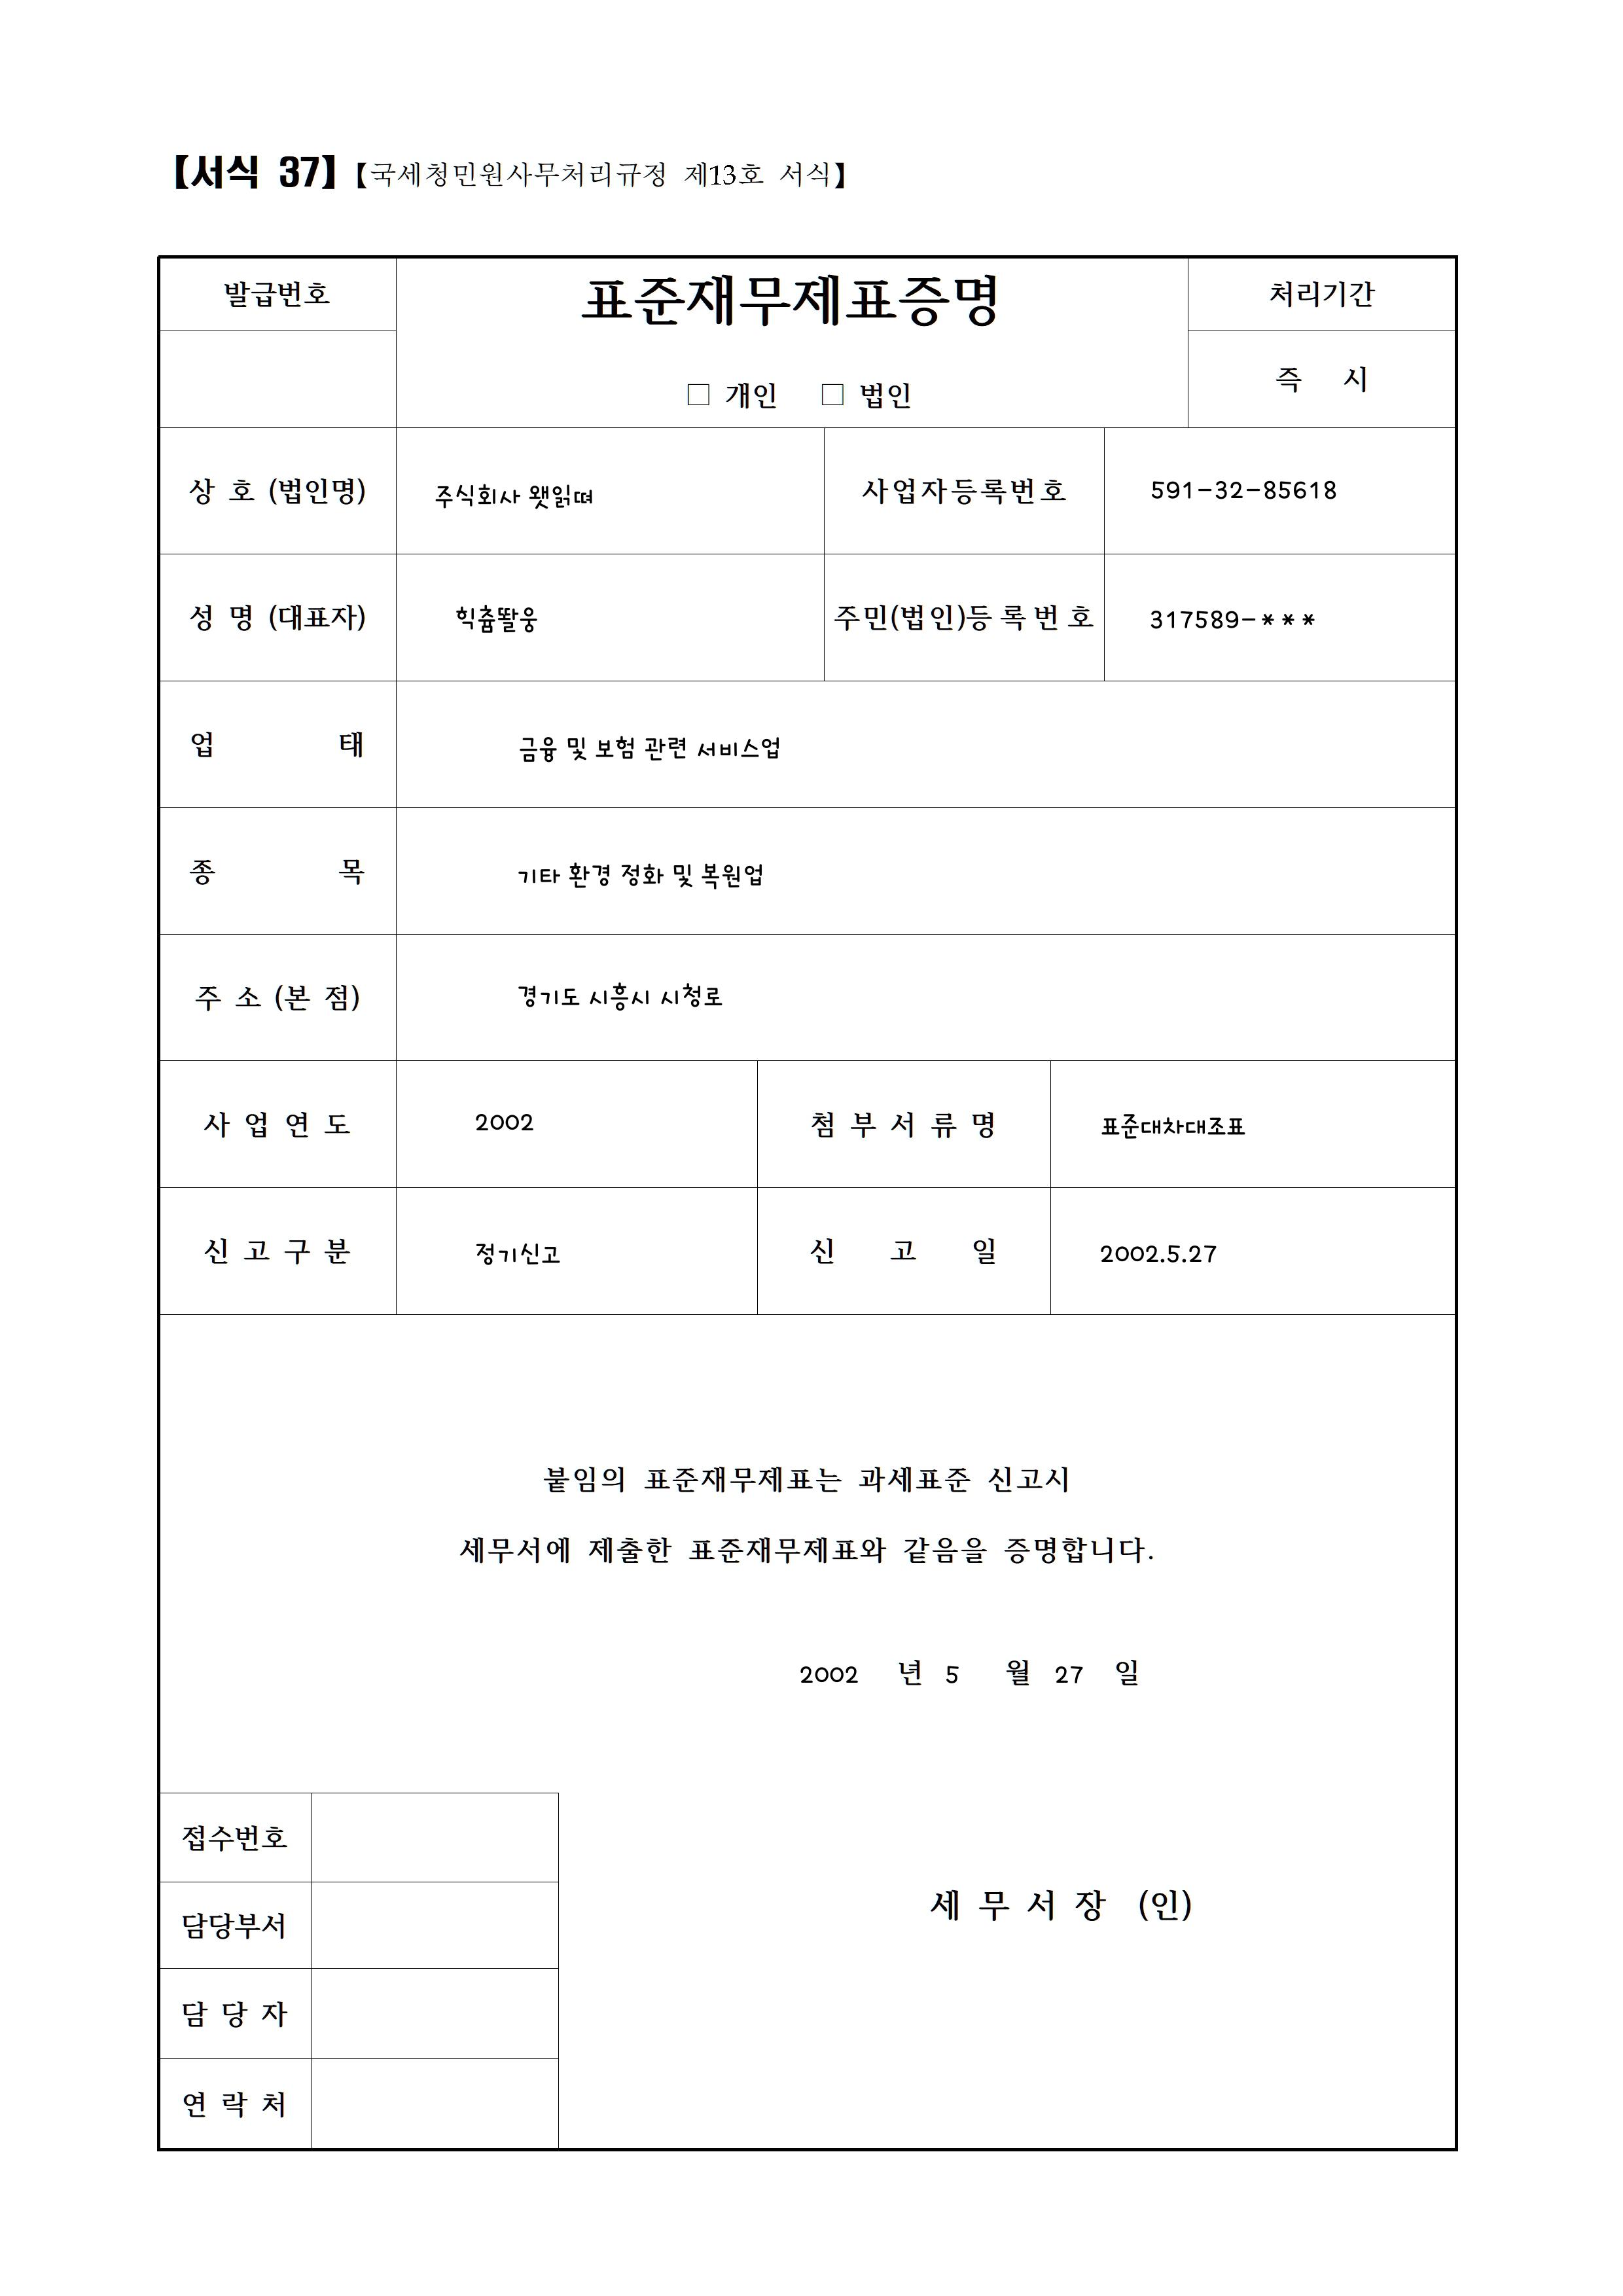 【서식 37】【국세청민원사무처리규정 제13호 서식】
발급번호
표준재무제표증명
처리기간
□ 개인 □ 법인
즉 시
상 호 (법인명) 주식회사 왯읽뗘 사업자등록번호 591-32-85618
성 명 (대표자) 힉츔뙅웅 주민(법인)등록번호 317589-***
업 태 금융 및 보험 관련 서비스업
종 목 기타 환경 정화 및 복원업
주 소 (본 점) 경기도 시흥시 시청로
사 업 연 도 2002 첨 부 서 류 명 표준대차대조표
신 고 구 분 정기신고 신 고 일 2002.5.27
붙임의 표준재무제표는 과세표준 신고시
세무서에 제출한 표준재무제표와 같음을 증명합니다.
2002 년 5 월 27 일
접수번호
담당부서
세 무 서 장 (인)
담 당 자
연 락 처